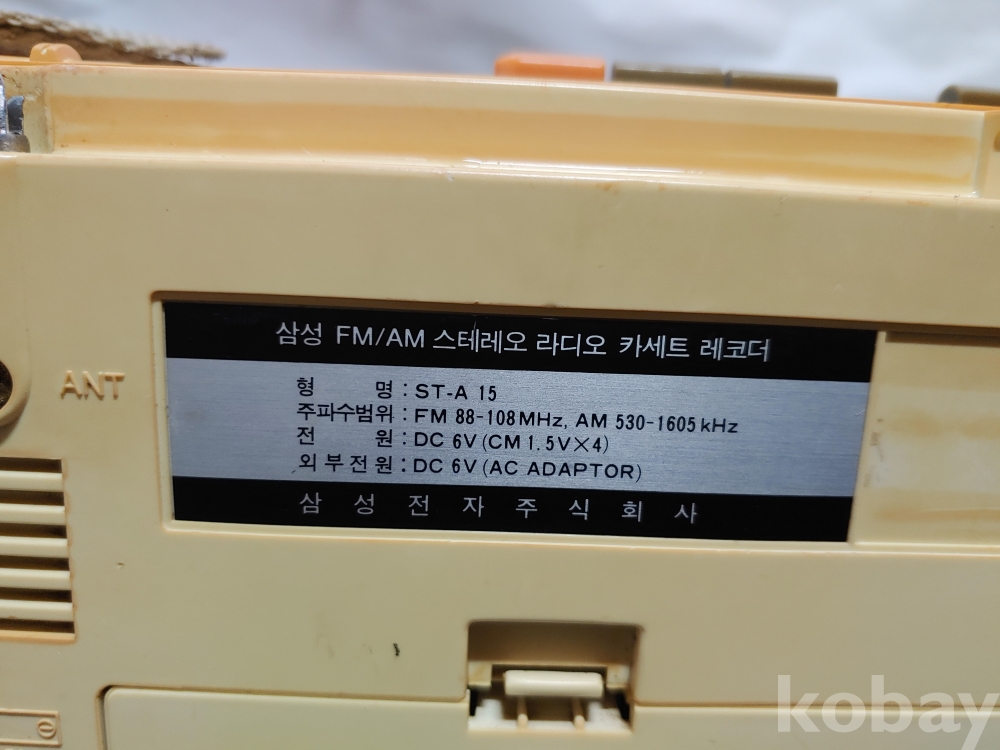 삼성 FM/AM 스테레오 라디오 카세트 레코더
형 명 : ST-A 15
주파수범위 : FM 88-108MHz, AM 530-1605 kHz
전 원 : DC 6V (CM 1.5V×4)
외부전원 : DC 6V (AC ADAPTOR)
삼성전자주식회사
ANT
kobay